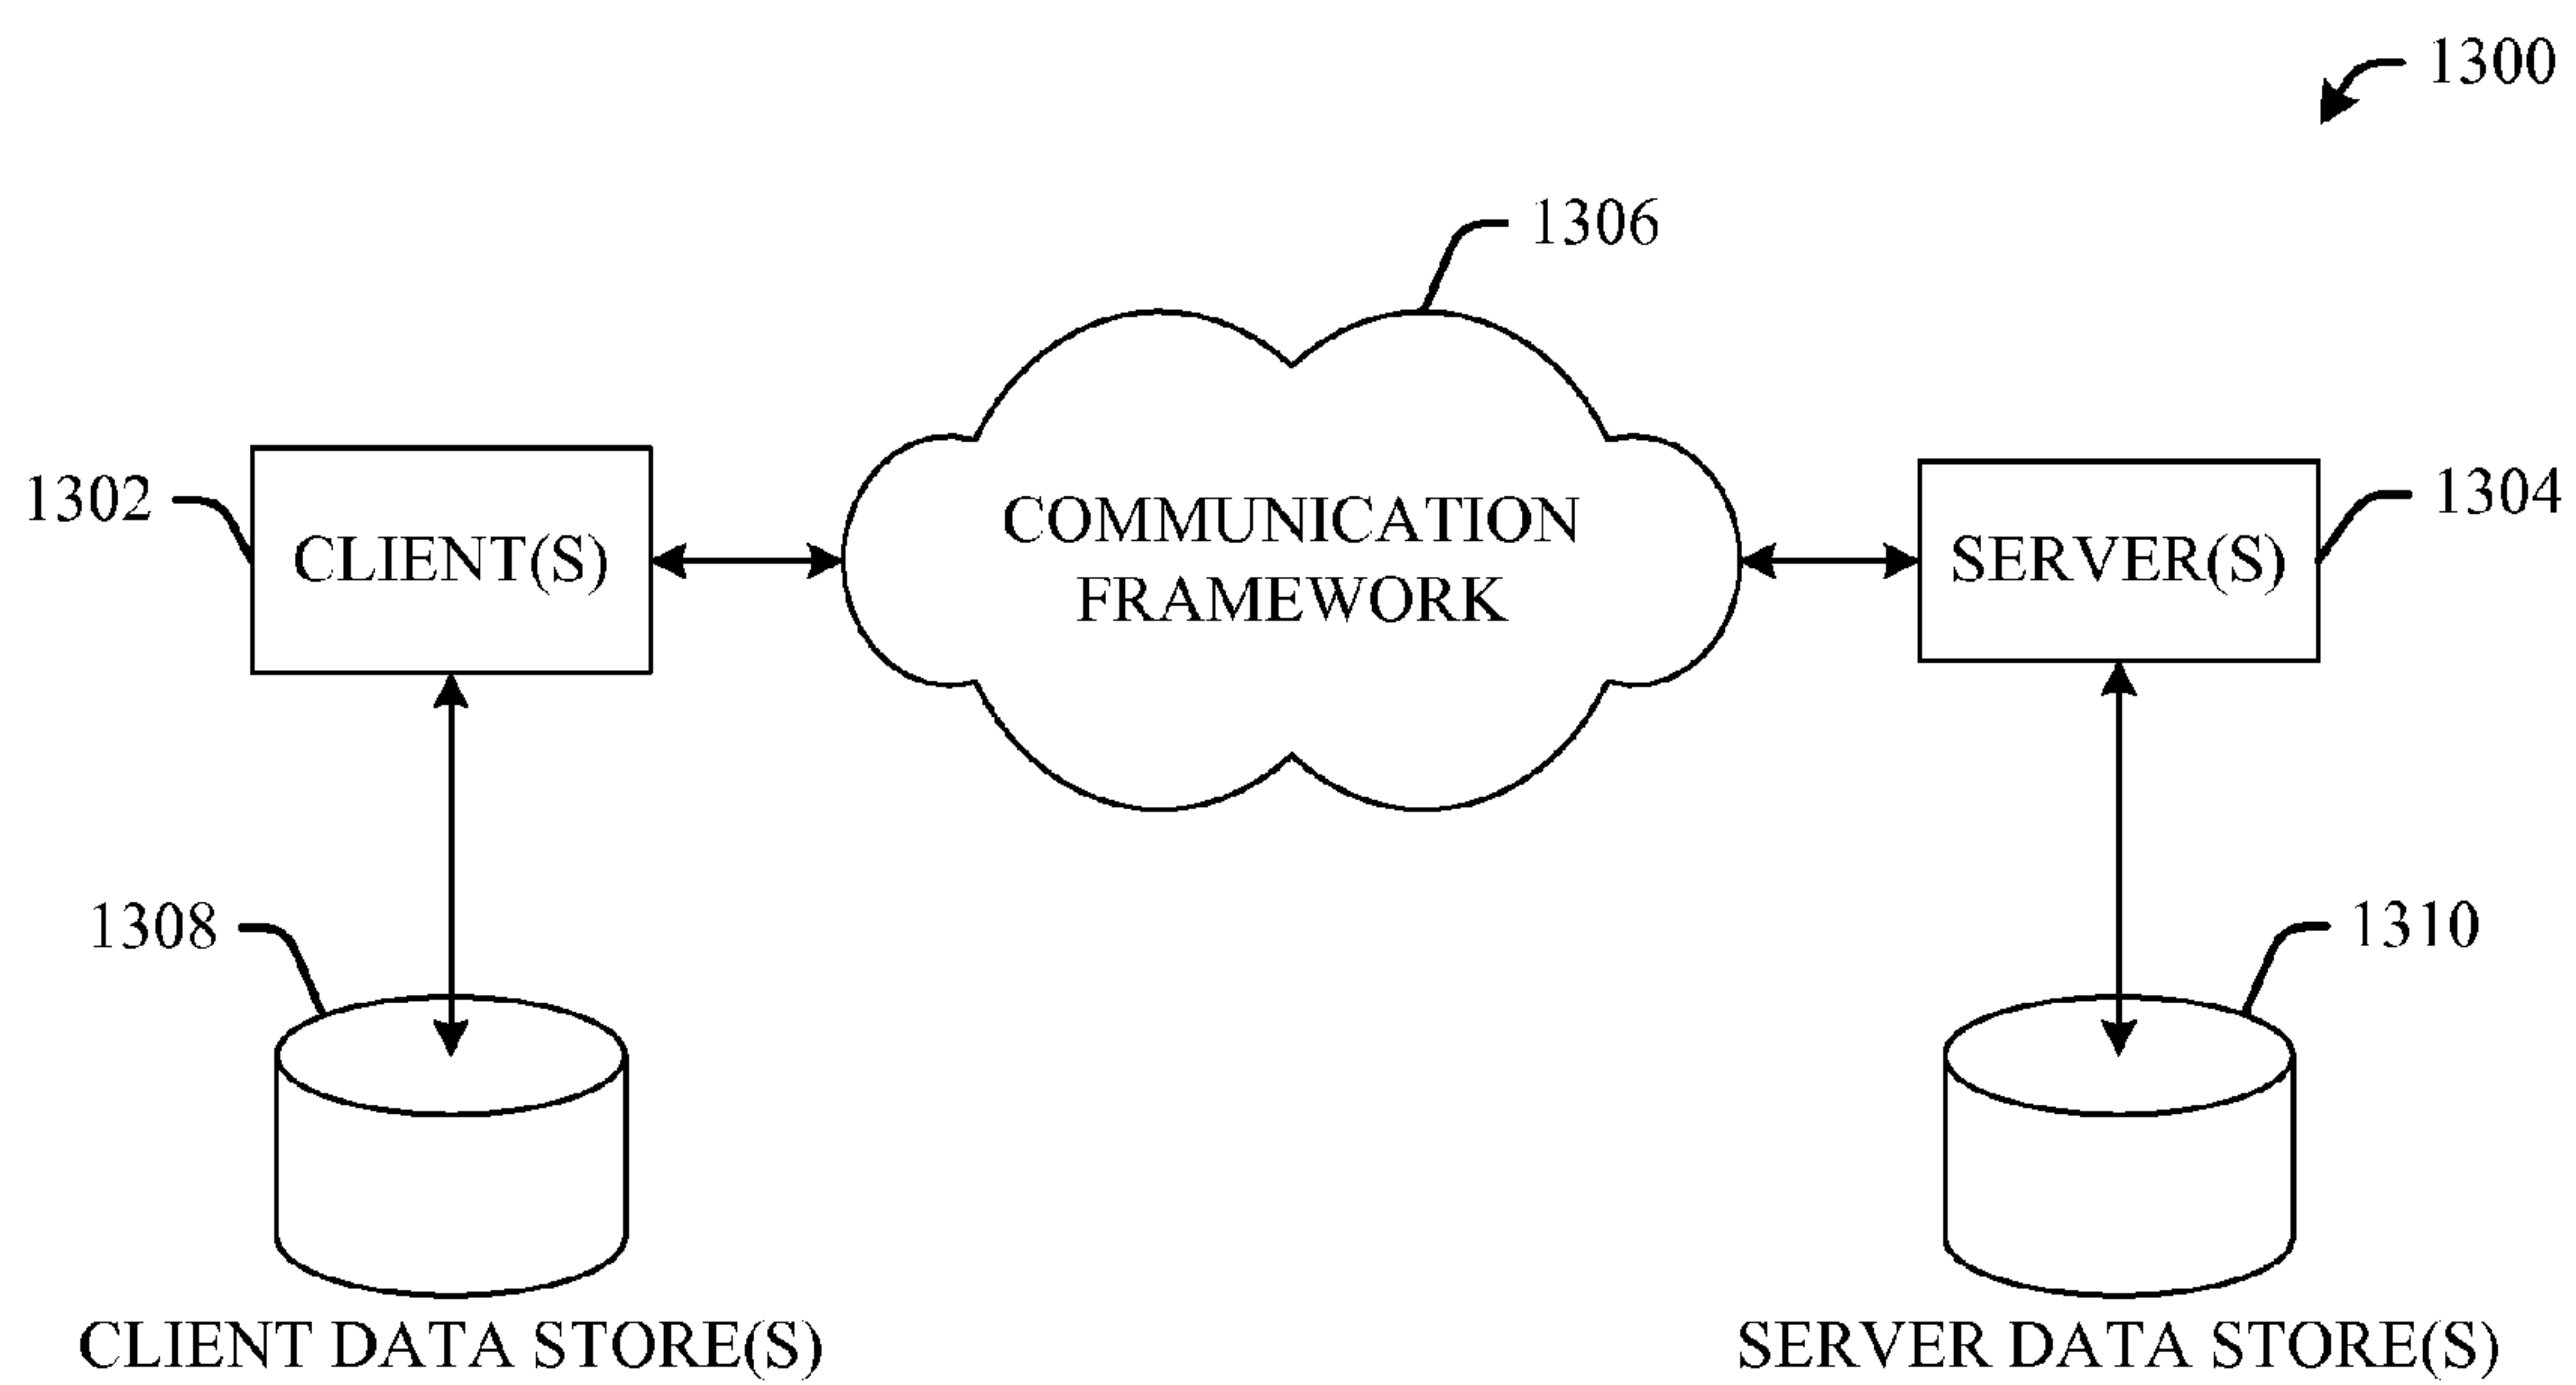 1300
1306
1302
CLIENT(S)
COMMUNICATION
FRAMEWORK
SERVER(S)
1304
1308
1310
CLIENT DATA STORE(S)
SERVER DATA STORE(S)